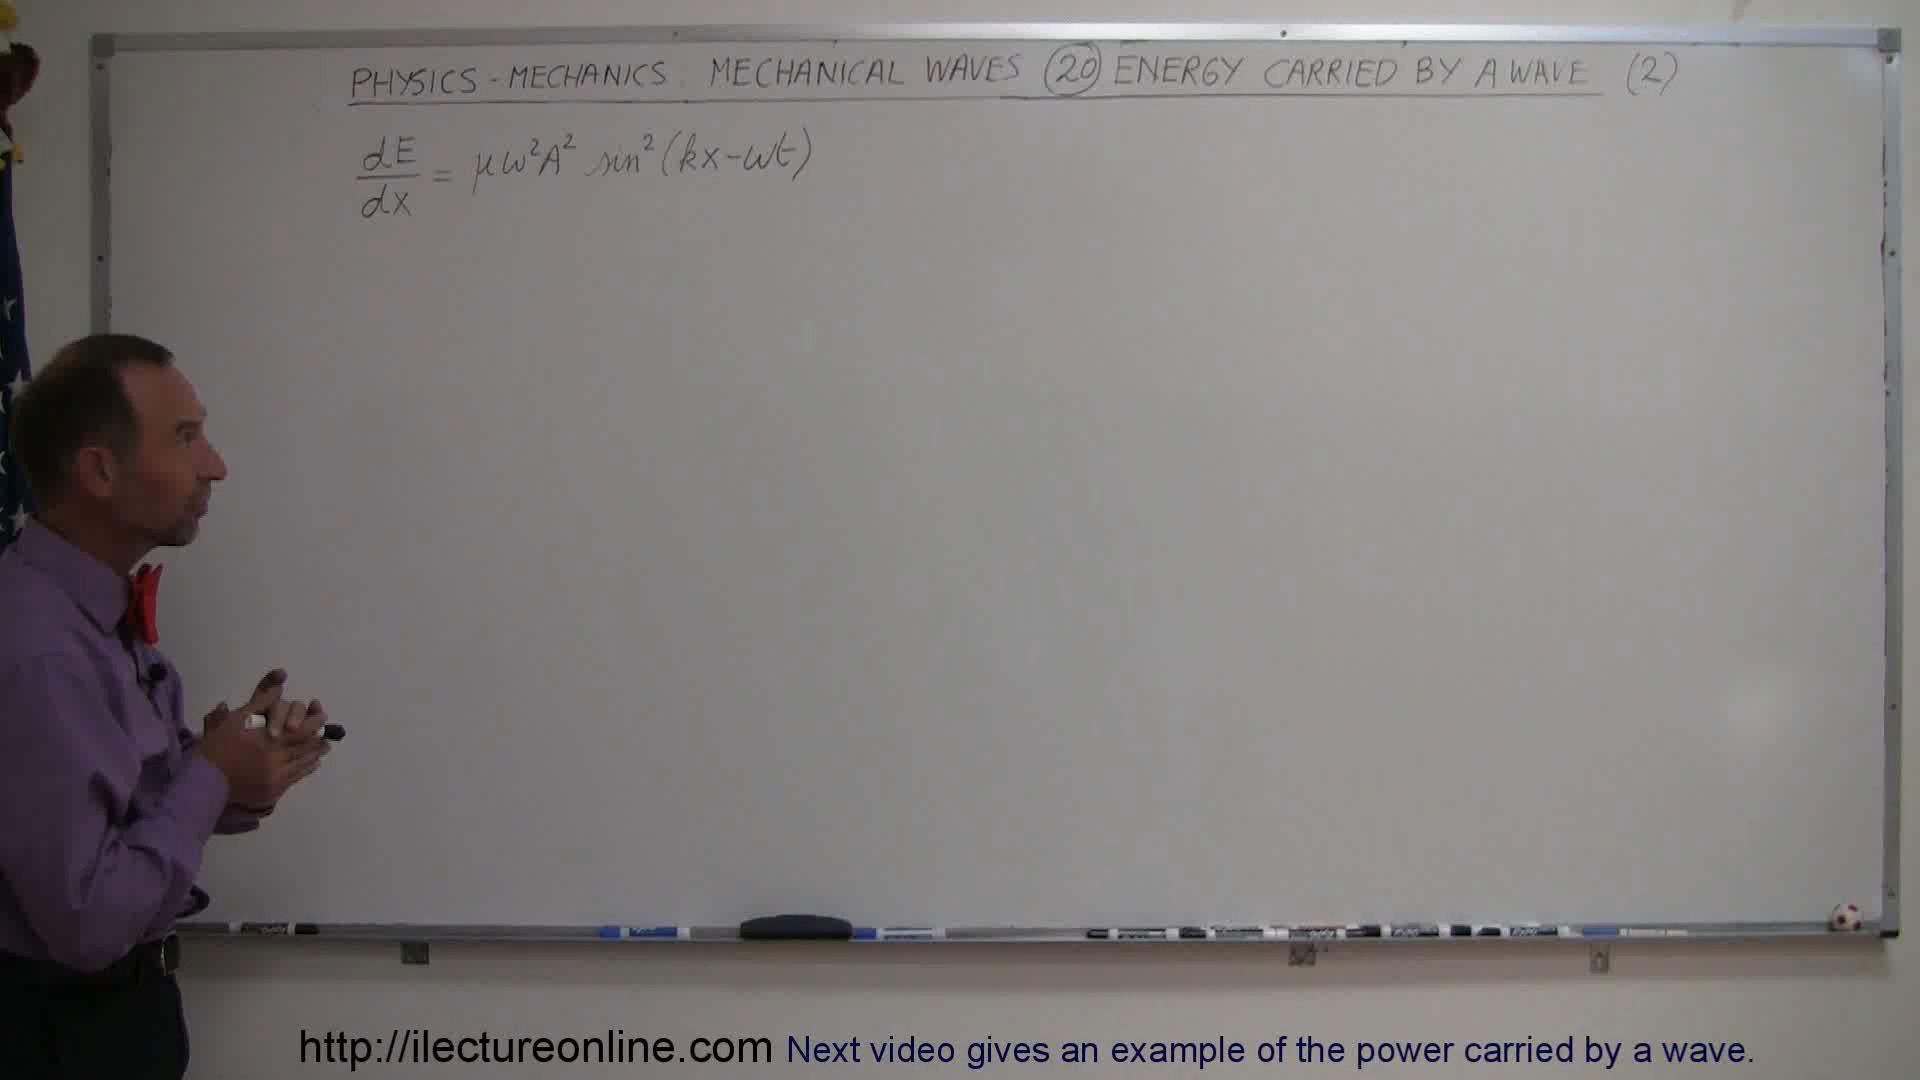 PHYSICS - MECHANICS. MECHANICAL WAVES (20) ENERGY CARRIED BY A WAVE (2)
dE/dx = μω²A² sin²(kx-ωt)
http://ilectureonline.com Next video gives an example of the power carried by a wave.